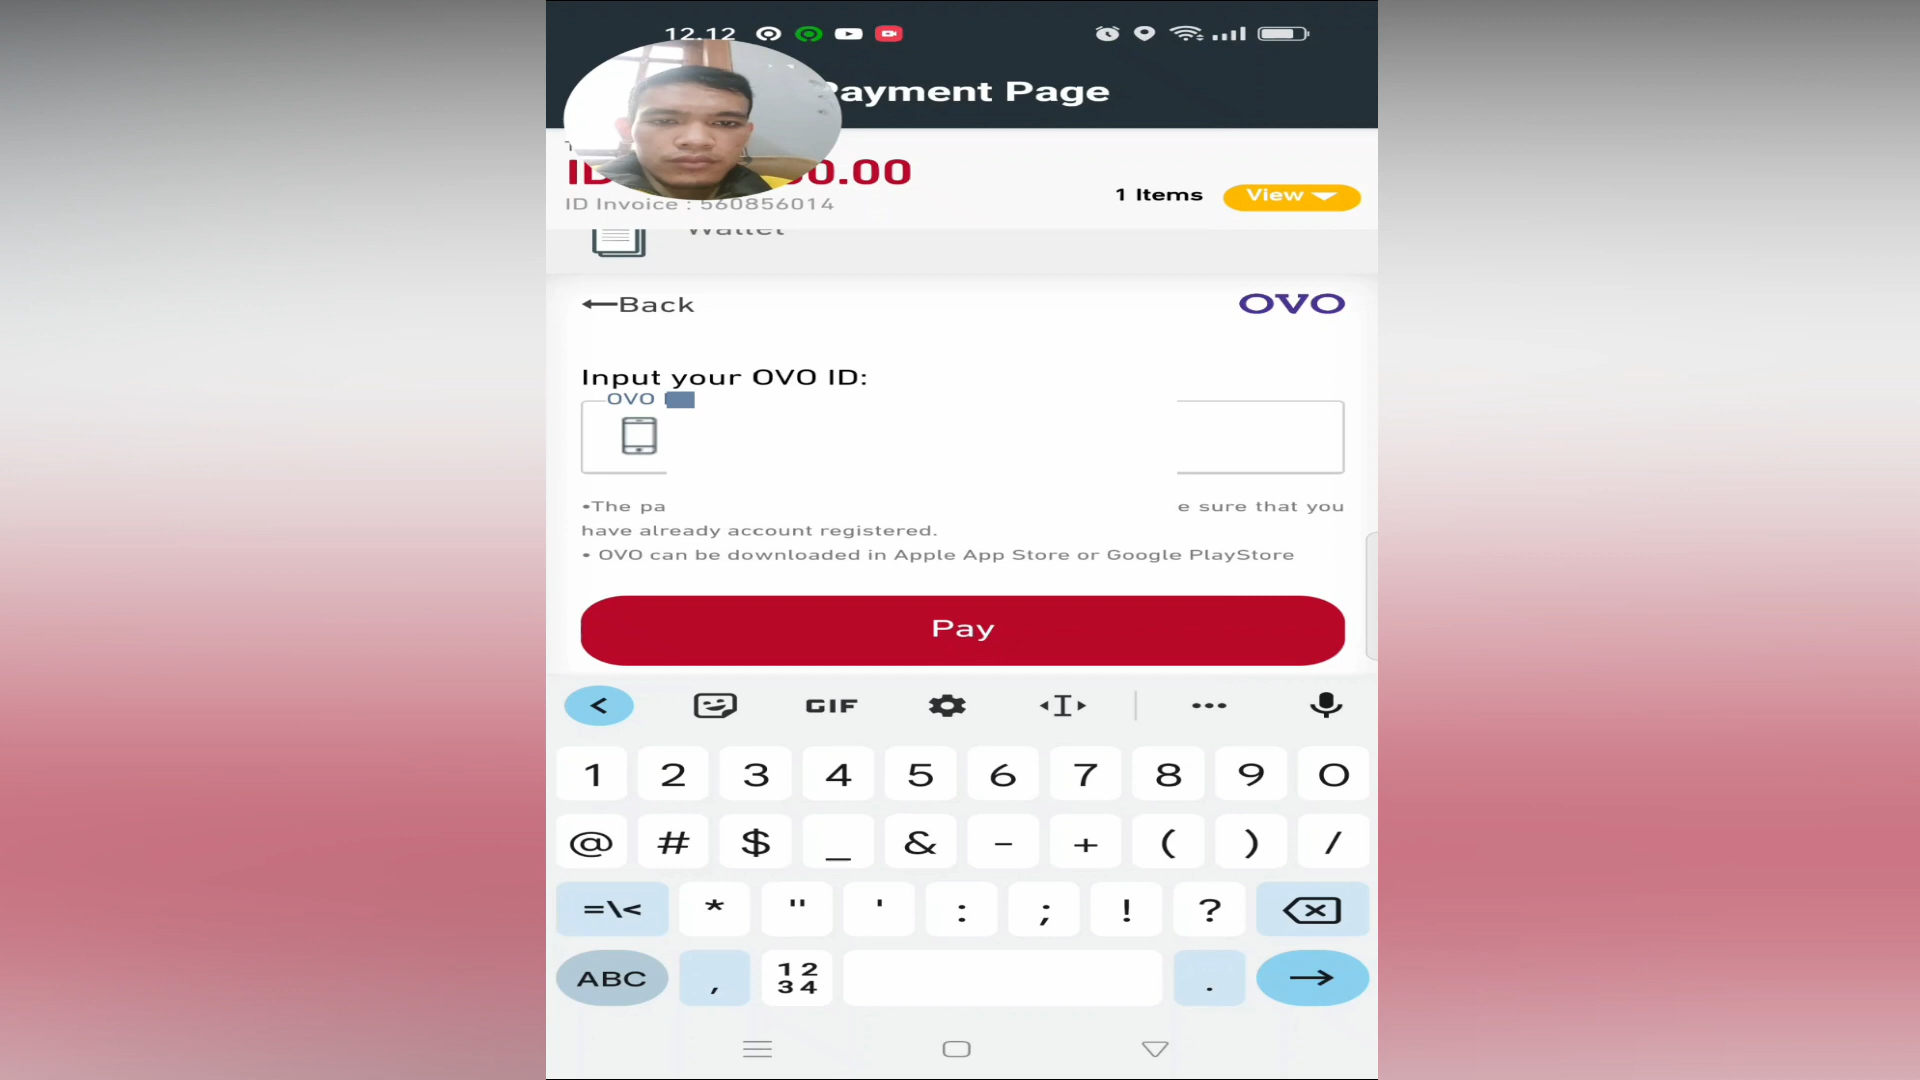 12.12
Payment Page
0.00
ID Invoice : 560856014
1 Items
View
Wallet
Back
OVO
Input your OVO ID:
OVO
•The pa
e sure that you
have already account registered.
• OVO can be downloaded in Apple App Store or Google PlayStore
Pay
GIF
1 2 3 4 5 6 7 8 9 0
@ # $ _ & - + ( ) /
=\< * " ' : ; ! ?
ABC , 12 .
34